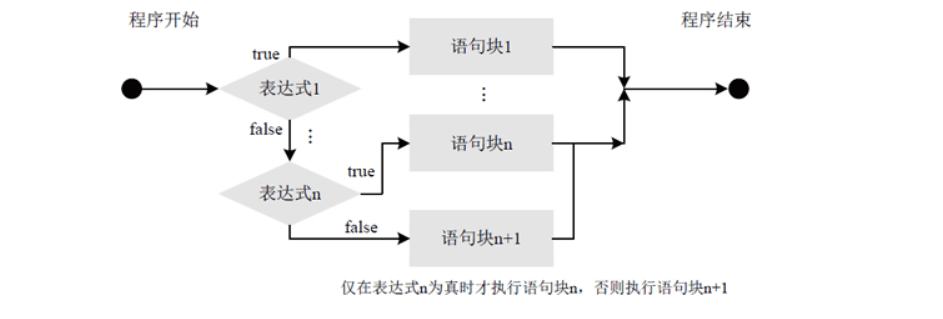 程序开始
程序结束
true
语句块1
表达式1
⋮
false
⋮
语句块n
true
表达式n
false
语句块n+1
仅在表达式n为真时才执行语句块n，否则执行语句块n+1